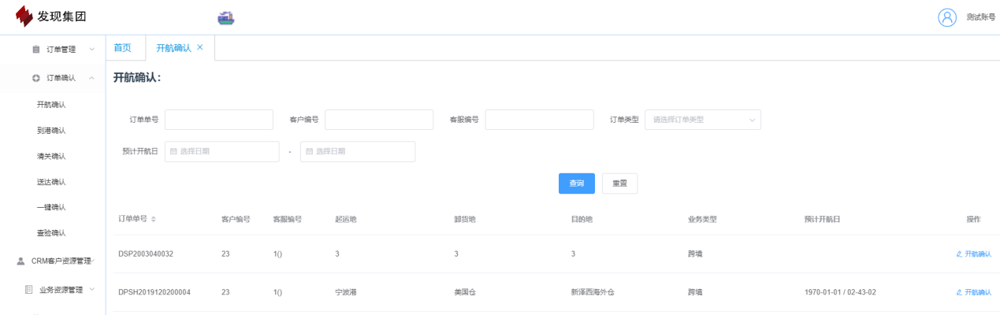 发现集团
测试账号
订单管理
首页 开航确认 ×
订单确认
开航确认：
开航确认
订单单号 客户编号 客服编号 订单类型 请选择订单类型
到港确认
预计开航日 选择日期 - 选择日期
清关确认
送达确认
查询 重置
一键确认
订单单号 客户编号 客服编号 起运地 卸货地 目的地 业务类型 预计开航日 操作
查验确认
DSP2003040032 23 1() 3 3 3 跨境 开航确认
CRM客户资源管理
业务资源管理
DPSH2019120200004 23 1() 宁波港 美国仓 新泽西海外仓 跨境 1970-01-01 / 02-43-02 开航确认